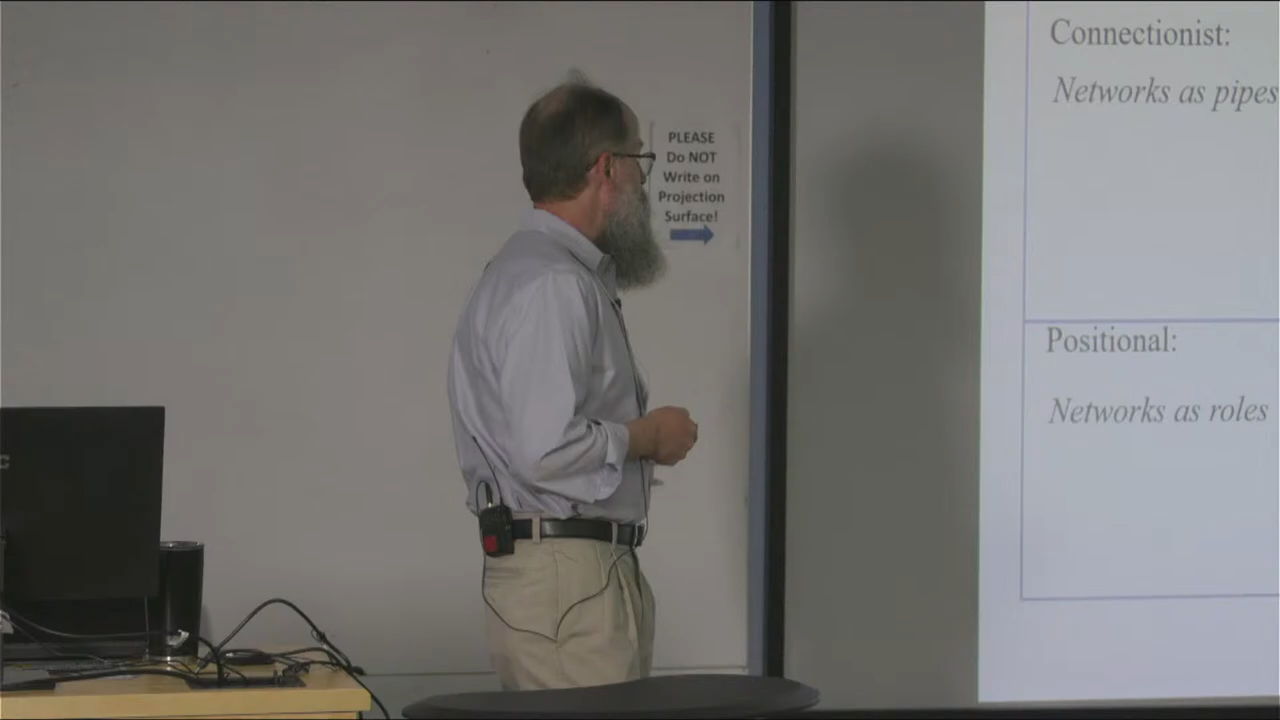 PLEASE
Do NOT
Write on
Projection
Surface!
Connectionist:
Networks as pipes
Positional:
Networks as roles